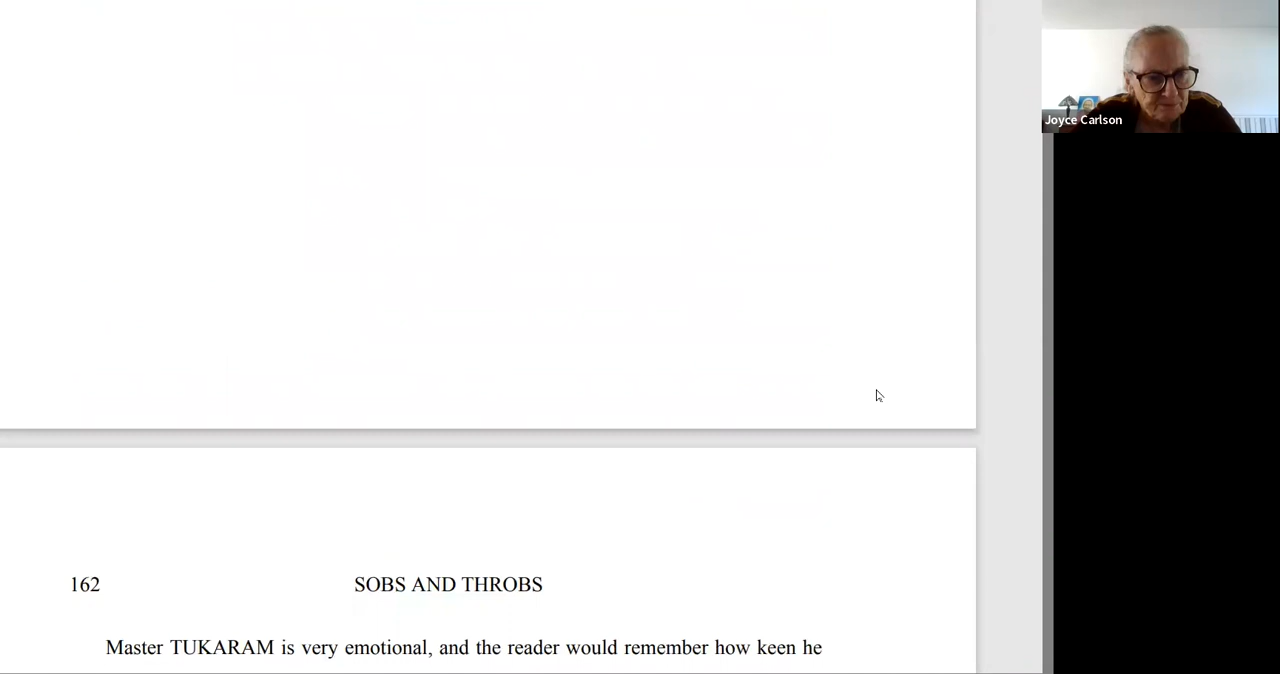 Joyce Carlson
162 SOBS AND THROBS
Master TUKARAM is very emotional, and the reader would remember how keen he